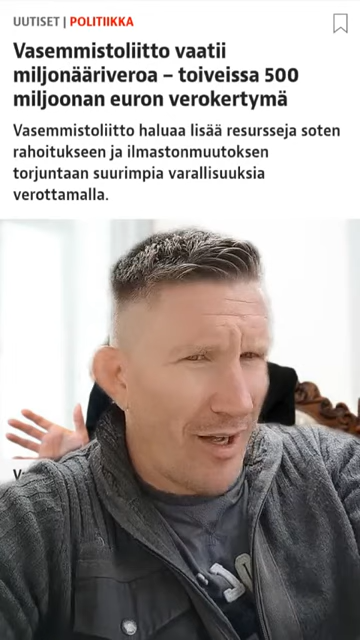 UUTISET | POLITIIKKA
Vasemmistoliitto vaatii
miljonääriveroa – toiveissa 500
miljoonan euron verokertymä
Vasemmistoliitto haluaa lisää resursseja soten
rahoitukseen ja ilmastonmuutoksen
torjuntaan suurimpia varallisuuksia
verottamalla.